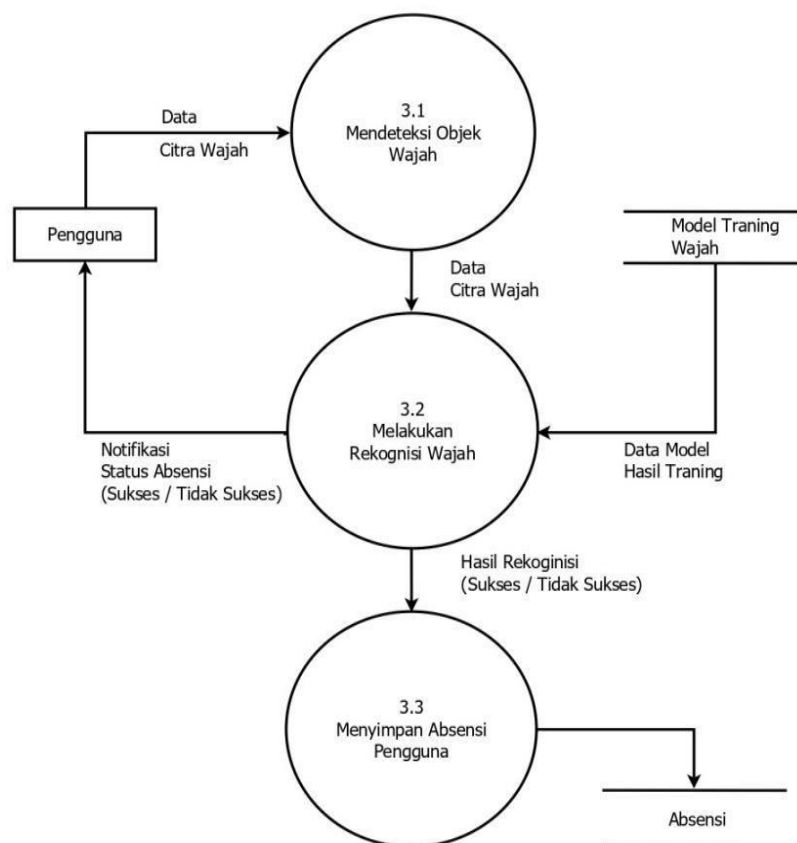 3.1
Mendeteksi Objek
Wajah
Data
Citra Wajah
Pengguna
Model Traning
Wajah
Data
Citra Wajah
3.2
Melakukan
Rekognisi Wajah
Notifikasi
Status Absensi
(Sukses / Tidak Sukses)
Data Model
Hasil Traning
Hasil Rekoginisi
(Sukses / Tidak Sukses)
3.3
Menyimpan Absensi
Pengguna
Absensi